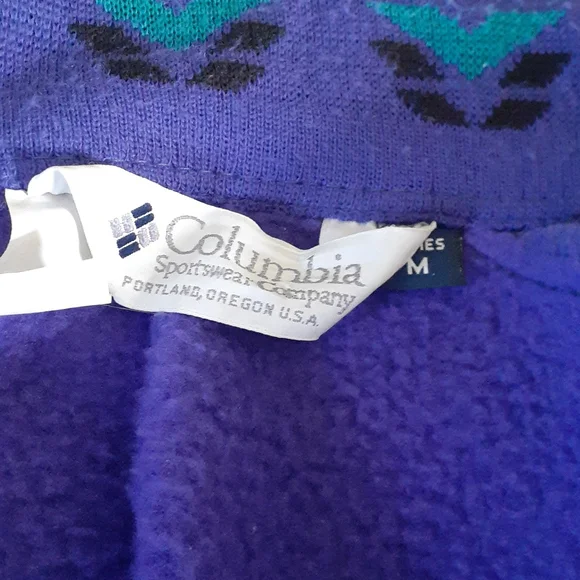 Columbia
Sportswear Company
PORTLAND, OREGON U.S.A.
M